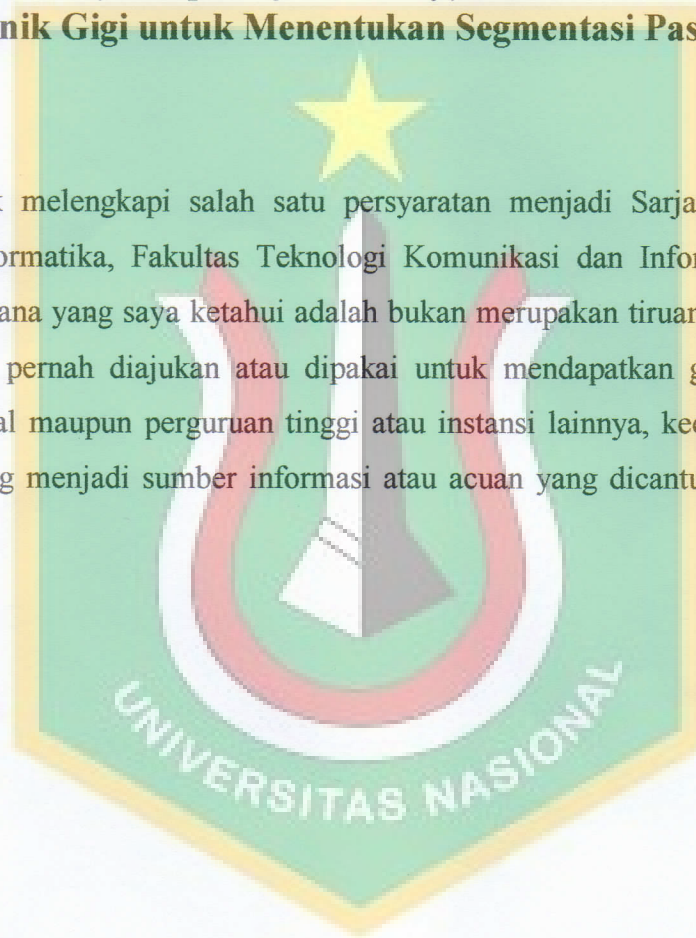 nik Gigi untuk Menentukan Segmentasi Pas
melengkapi salah satu persyaratan menjadi Sarja
ormatika, Fakultas Teknologi Komunikasi dan Infor
ana yang saya ketahui adalah bukan merupakan tiruan
pernah diajukan atau dipakai untuk mendapatkan g
al maupun perguruan tinggi atau instansi lainnya, kec
g menjadi sumber informasi atau acuan yang dicantu
UNIVERSITAS NASIONAL